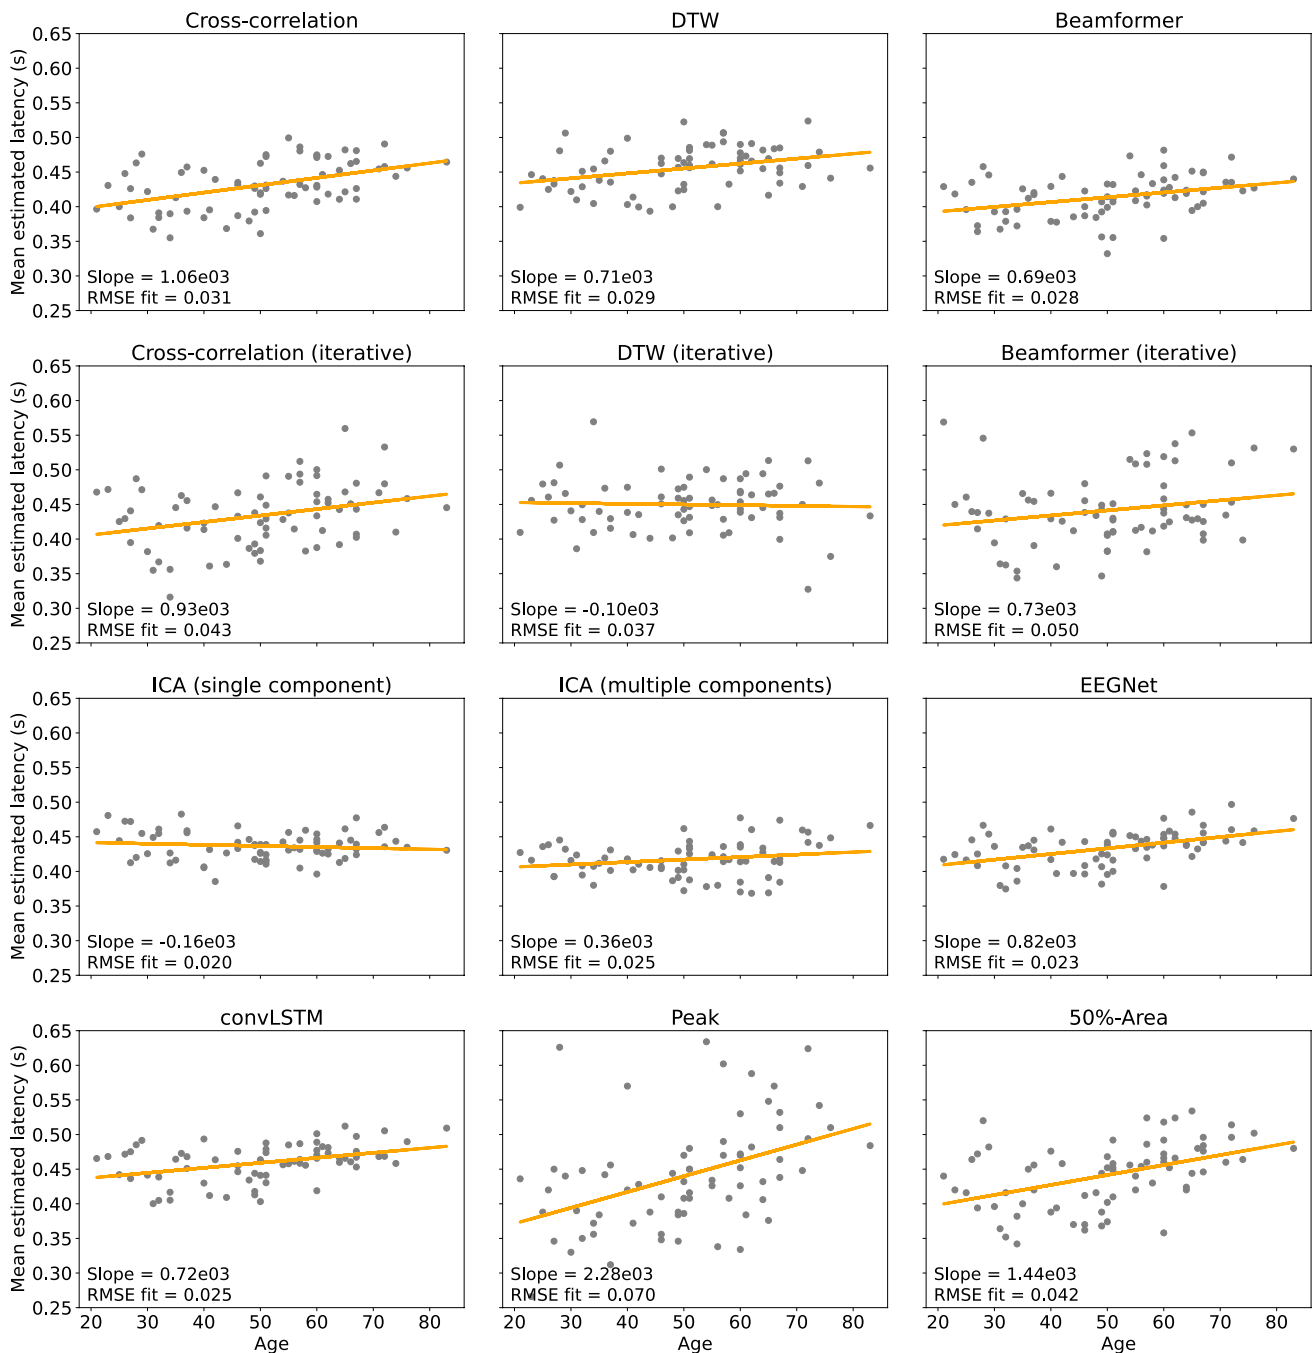 Cross-correlation DTW Beamformer
Mean estimated latency (s)
0.65
0.60
0.55
0.50
0.45
0.40
0.35
0.30
0.25
Slope = 1.06e03 Slope = 0.71e03 Slope = 0.69e03
RMSE fit = 0.031 RMSE fit = 0.029 RMSE fit = 0.028
Cross-correlation (iterative) DTW (iterative) Beamformer (iterative)
Mean estimated latency (s)
0.65
0.60
0.55
0.50
0.45
0.40
0.35
0.30
0.25
Slope = 0.93e03 Slope = -0.10e03 Slope = 0.73e03
RMSE fit = 0.043 RMSE fit = 0.037 RMSE fit = 0.050
ICA (single component) ICA (multiple components) EEGNet
Mean estimated latency (s)
0.65
0.60
0.55
0.50
0.45
0.40
0.35
0.30
0.25
Slope = -0.16e03 Slope = 0.36e03 Slope = 0.82e03
RMSE fit = 0.020 RMSE fit = 0.025 RMSE fit = 0.023
convLSTM Peak 50%-Area
Mean estimated latency (s)
0.65
0.60
0.55
0.50
0.45
0.40
0.35
0.30
0.25
Slope = 0.72e03 Slope = 2.28e03 Slope = 1.44e03
RMSE fit = 0.025 RMSE fit = 0.070 RMSE fit = 0.042
20 30 40 50 60 70 80 20 30 40 50 60 70 80 20 30 40 50 60 70 80
Age Age Age